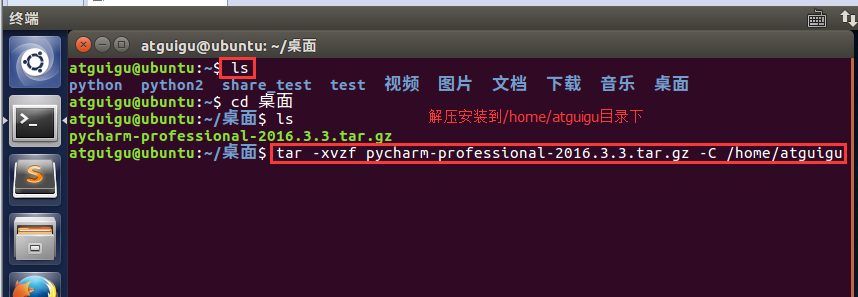 终端
atguigu@ubuntu: ~/桌面
atguigu@ubuntu:~$ ls
python python2 share_test test 视频 图片 文档 下载 音乐 桌面
atguigu@ubuntu:~$ cd 桌面
atguigu@ubuntu:~/桌面$ ls
解压安装到/home/atguigu目录下
pycharm-professional-2016.3.3.tar.gz
atguigu@ubuntu:~/桌面$ tar -xvzf pycharm-professional-2016.3.3.tar.gz -C /home/atguigu